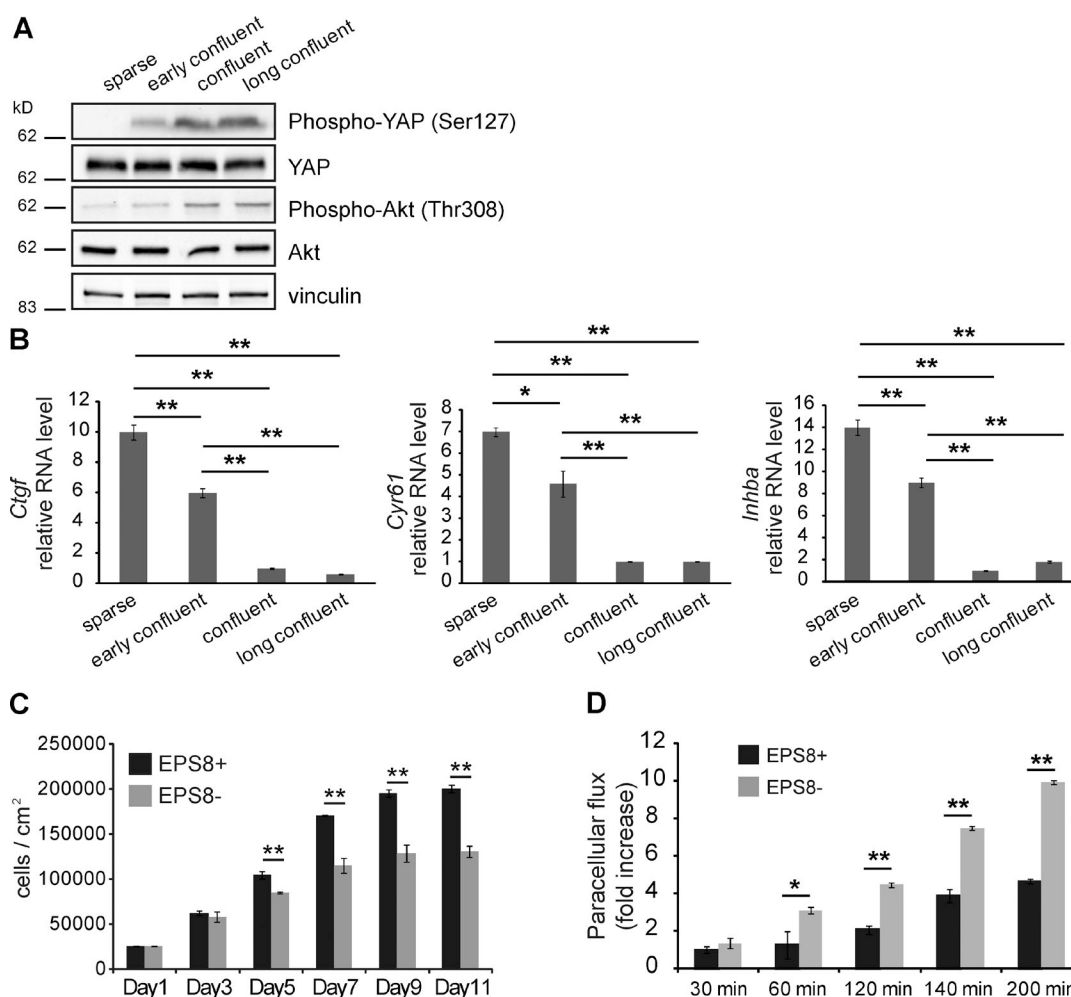 A
sparse
early confluent
confluent
long confluent
kD
62
Phospho-YAP (Ser127)
62
YAP
62
Phospho-Akt (Thr308)
62
Akt
83
vinculin
B
**
**
**
**
**
Ctgf
relative RNA level
12
10
8
6
4
2
0
sparse
early confluent
confluent
long confluent
**
**
*
**
**
Cyr61
relative RNA level
8
7
6
5
4
3
2
1
0
sparse
early confluent
confluent
long confluent
**
**
**
**
**
Inhba
relative RNA level
16
14
12
10
8
6
4
2
0
sparse
early confluent
confluent
long confluent
C
cells / cm²
250000
200000
150000
100000
50000
0
EPS8+
EPS8-
**
**
**
**
Day1 Day3 Day5 Day7 Day9 Day11
D
Paracellular flux
(fold increase)
12
10
8
6
4
2
0
EPS8+
EPS8-
*
**
**
**
30 min 60 min 120 min 140 min 200 min